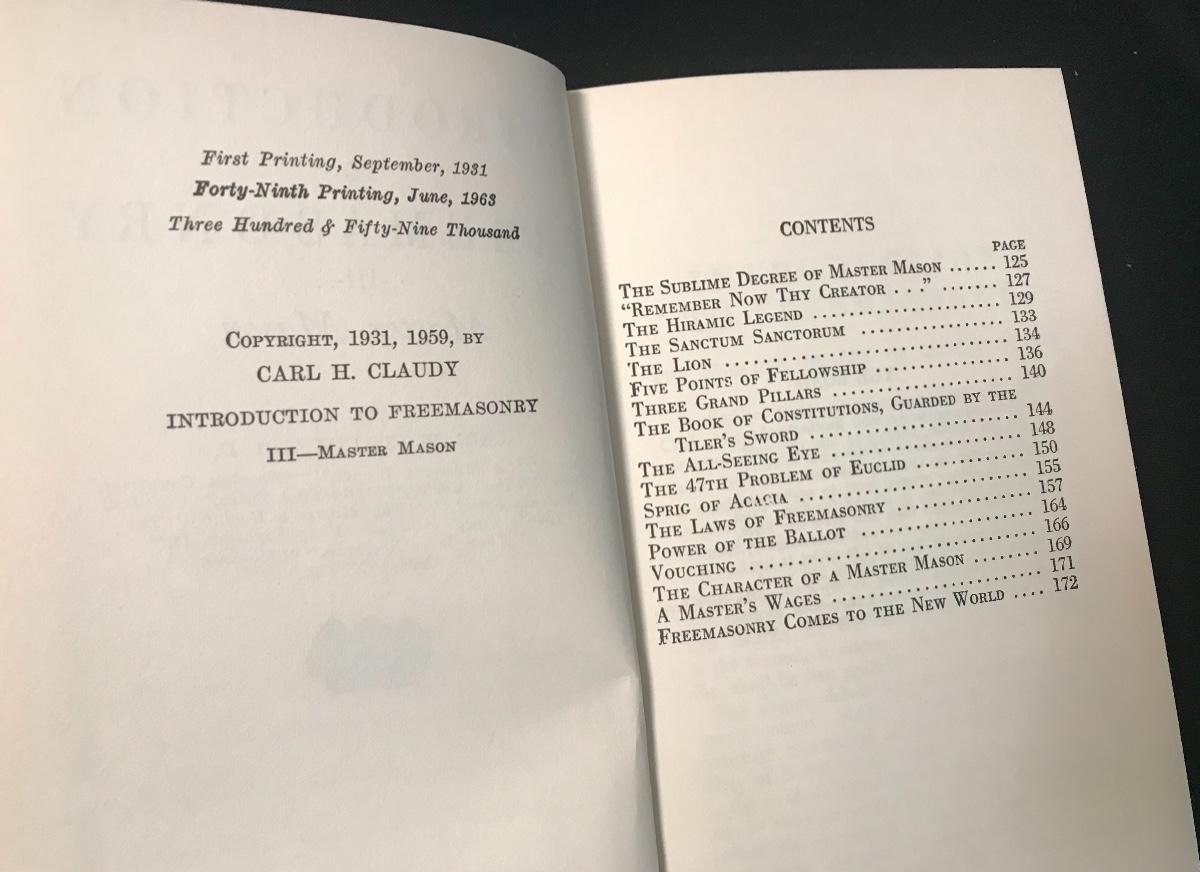 First Printing, September, 1931
Forty-Ninth Printing, June, 1963
Three Hundred & Fifty-Nine Thousand
COPYRIGHT, 1931, 1959, BY
CARL H. CLAUDY
INTRODUCTION TO FREEMASONRY
III—MASTER MASON
CONTENTS
PAGE
THE SUBLIME DEGREE OF MASTER MASON ...... 125
"REMEMBER NOW THY CREATOR . . ." ....... 127
THE HIRAMIC LEGEND .................... 129
THE SANCTUM SANCTORUM ............... 133
THE LION ............................... 134
FIVE POINTS OF FELLOWSHIP .............. 136
THREE GRAND PILLARS ................... 140
THE BOOK OF CONSTITUTIONS, GUARDED BY THE
TILER'S SWORD ...................... 144
THE ALL-SEEING EYE .................... 148
THE 47TH PROBLEM OF EUCLID ............ 150
SPRIG OF ACACIA ........................ 155
THE LAWS OF FREEMASONRY .............. 157
POWER OF THE BALLOT .................. 164
VOUCHING .............................. 166
THE CHARACTER OF A MASTER MASON ........ 169
A MASTER'S WAGES ...................... 171
FREEMASONRY COMES TO THE NEW WORLD .... 172